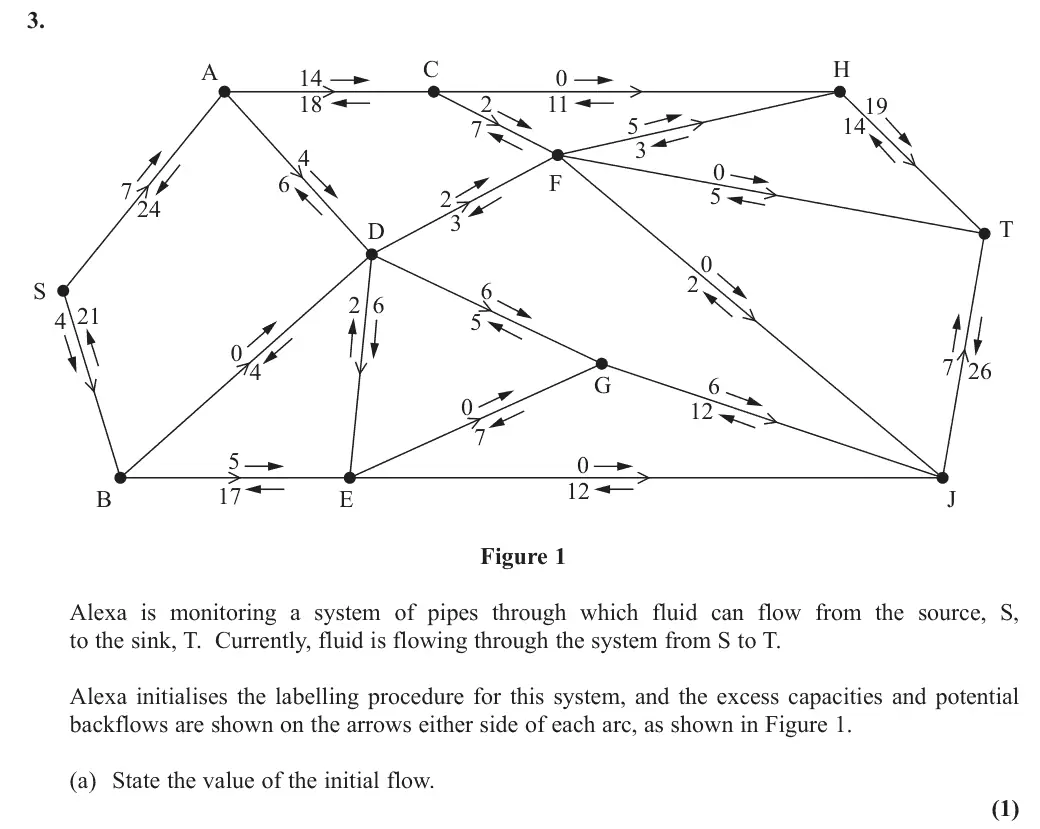 3.
A
14
18
C
0
11
H
2
7
5
3
19
14
4
6
F
0
5
7
24
2
3
D
T
S
0
2
4
21
2
6
6
5
0
4
G
0
7
6
12
7
26
5
17
0
12
B
E
J
Figure 1
Alexa is monitoring a system of pipes through which fluid can flow from the source, S,
to the sink, T. Currently, fluid is flowing through the system from S to T.
Alexa initialises the labelling procedure for this system, and the excess capacities and potential
backflows are shown on the arrows either side of each arc, as shown in Figure 1.
(a) State the value of the initial flow.
(1)